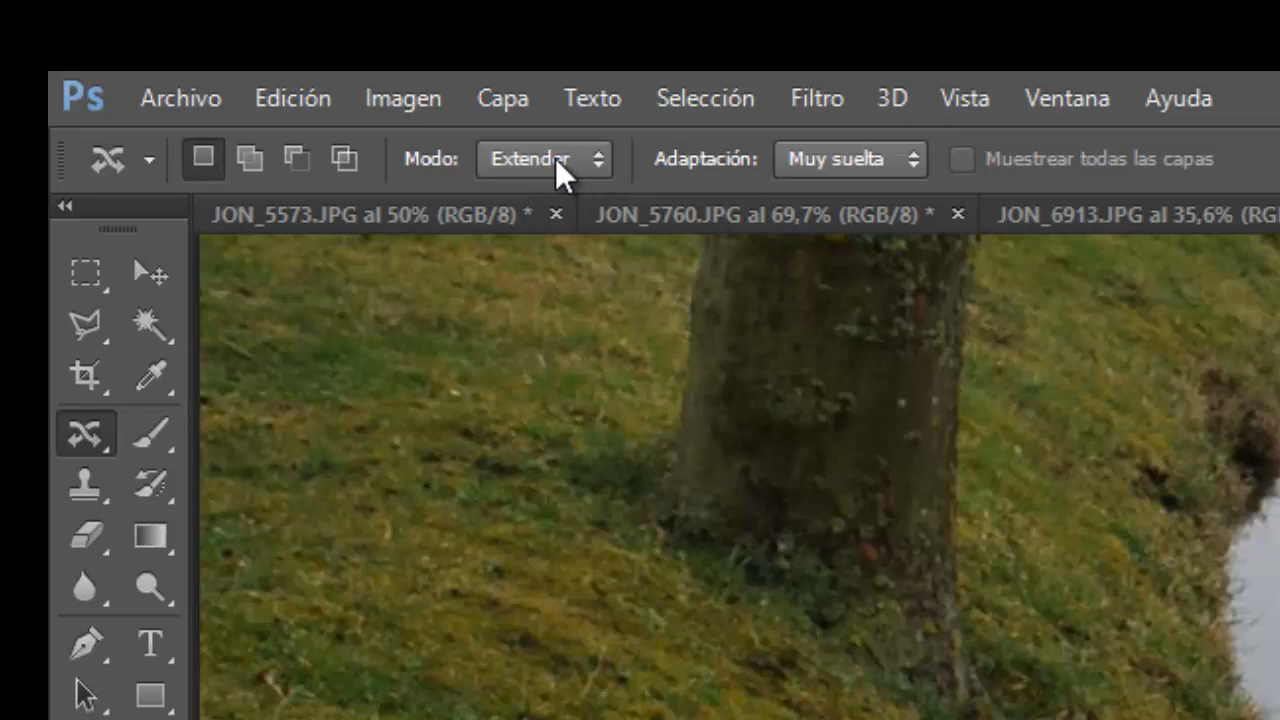 Ps Archivo Edición Imagen Capa Texto Selección Filtro 3D Vista Ventana Ayuda
Modo: Extender Adaptación: Muy suelta Muestrear todas las capas
JON_5573.JPG al 50% (RGB/8) * × JON_5760.JPG al 69,7% (RGB/8) * × JON_6913.JPG al 35,6% (RG
T